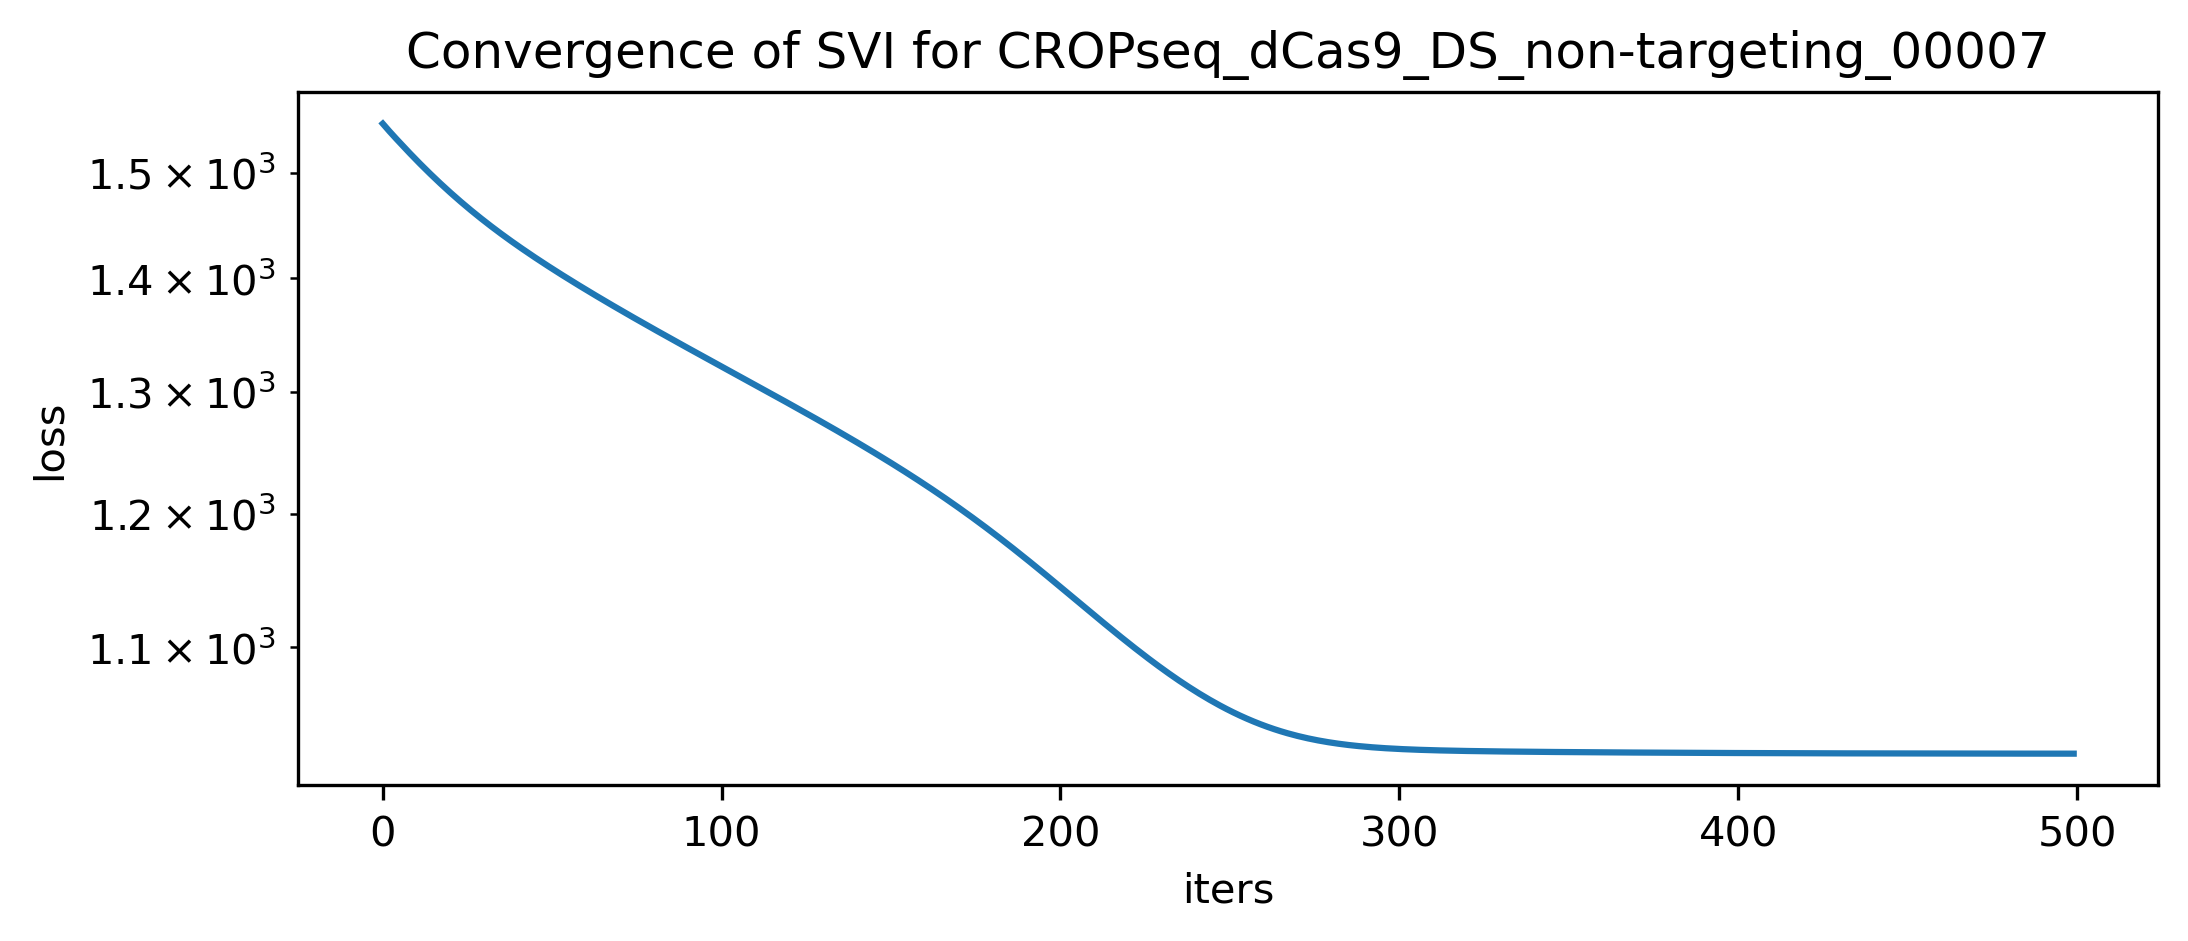 Convergence of SVI for CROPseq_dCas9_DS_non-targeting_00007
1.5 × 10³
1.4 × 10³
1.3 × 10³
1.2 × 10³
1.1 × 10³
loss
0 100 200 300 400 500
iters